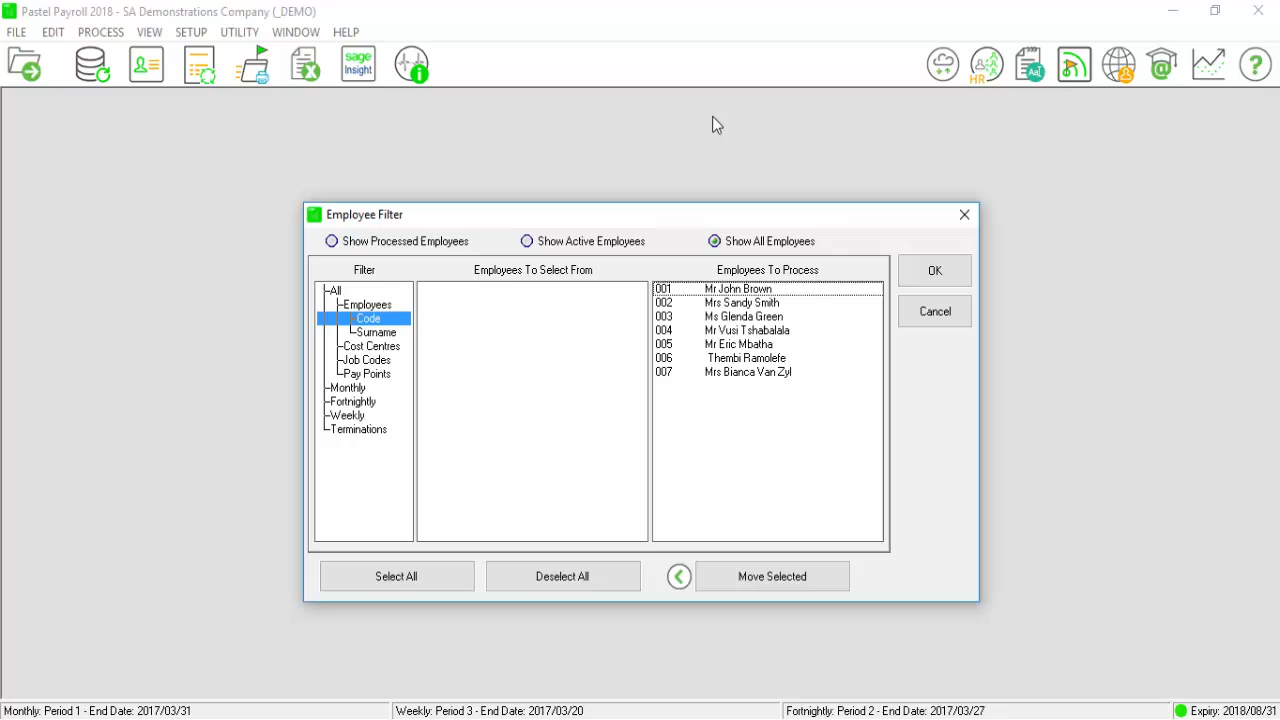 Pastel Payroll 2018 - SA Demonstrations Company (_DEMO)
FILE EDIT PROCESS VIEW SETUP UTILITY WINDOW HELP
sage Insight
HR
Aa
Employee Filter
Show Processed Employees Show Active Employees Show All Employees
Filter Employees To Select From Employees To Process
OK
Cancel
All
Employees
Code
Surname
Cost Centres
Job Codes
Pay Points
Monthly
Fortnightly
Weekly
Terminations
001 Mr John Brown
002 Mrs Sandy Smith
003 Ms Glenda Green
004 Mr Vusi Tshabalala
005 Mr Eric Mbatha
006 Thembi Ramolefe
007 Mrs Bianca Van Zyl
Select All Deselect All Move Selected
Monthly: Period 1 - End Date: 2017/03/31 Weekly: Period 3 - End Date: 2017/03/20 Fortnightly: Period 2 - End Date: 2017/03/27 Expiry: 2018/08/31